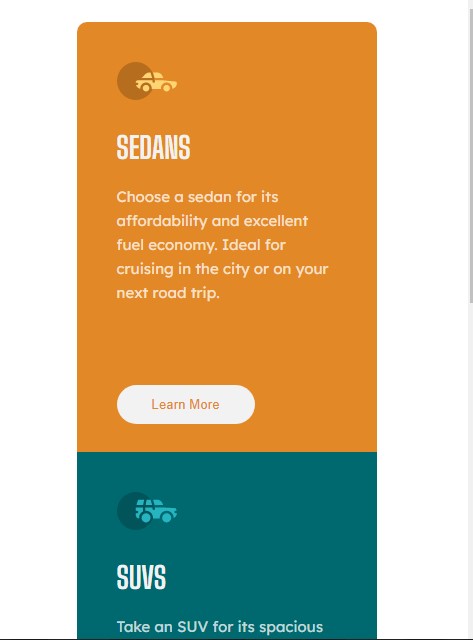 SEDANS
Choose a sedan for its
affordability and excellent
fuel economy. Ideal for
cruising in the city or on your
next road trip.
Learn More
SUVS
Take an SUV for its spacious